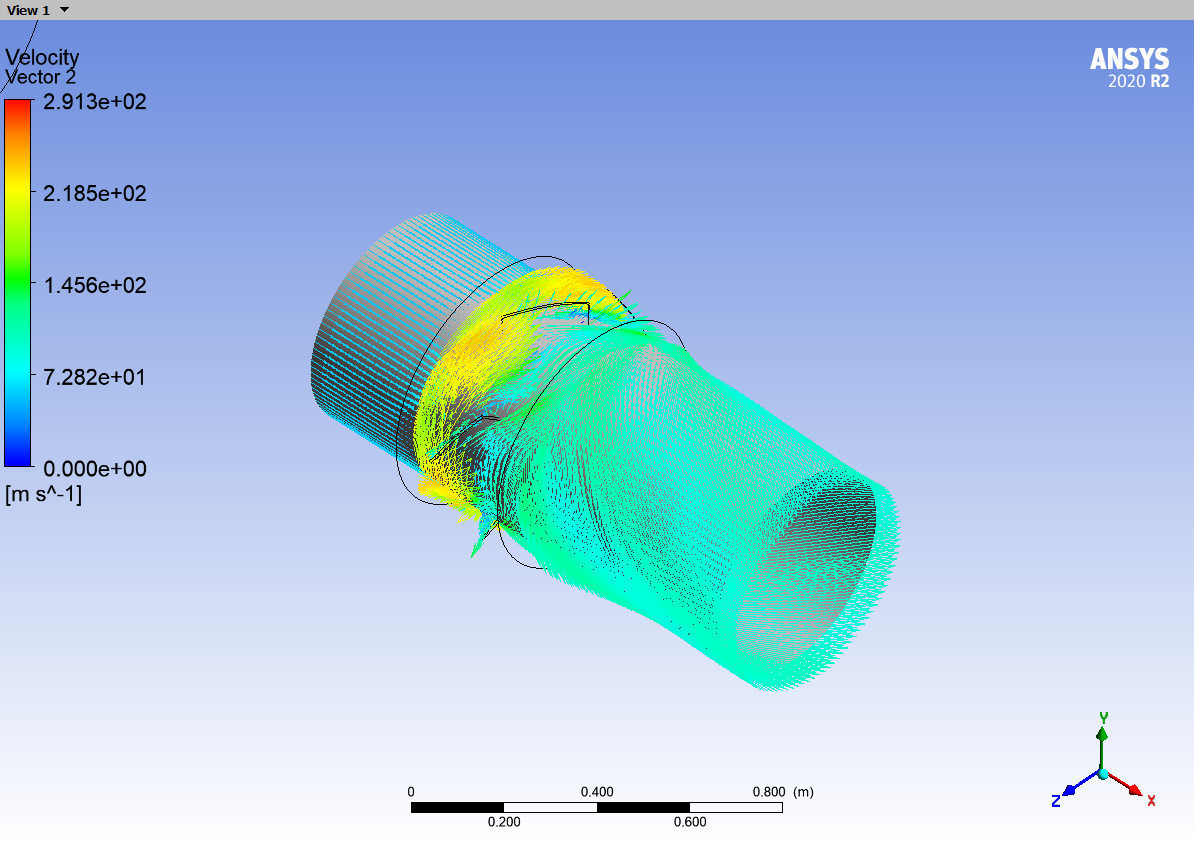 View 1
Velocity
Vector 2
2.913e+02
2.185e+02
1.456e+02
7.282e+01
0.000e+00
[m s^-1]
ANSYS
2020 R2
0 0.400 0.800 (m)
0.200 0.600
Y
Z X